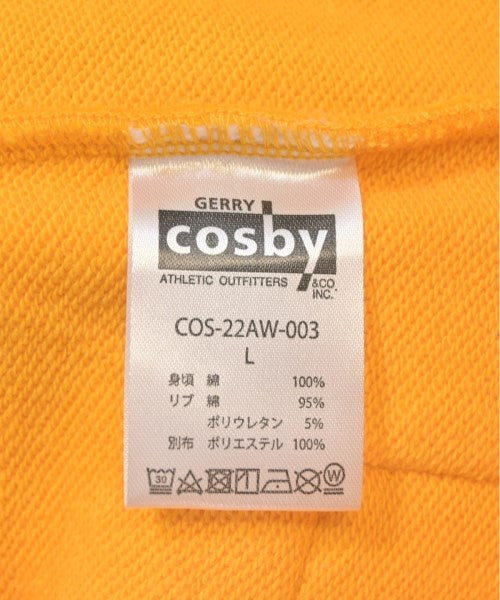 GERRY
cosby
ATHLETIC OUTFITTERS &CO.
INC.
COS-22AW-003
L
身頃 綿 100%
リブ 綿 95%
ポリウレタン 5%
別布 ポリエステル 100%
30 W